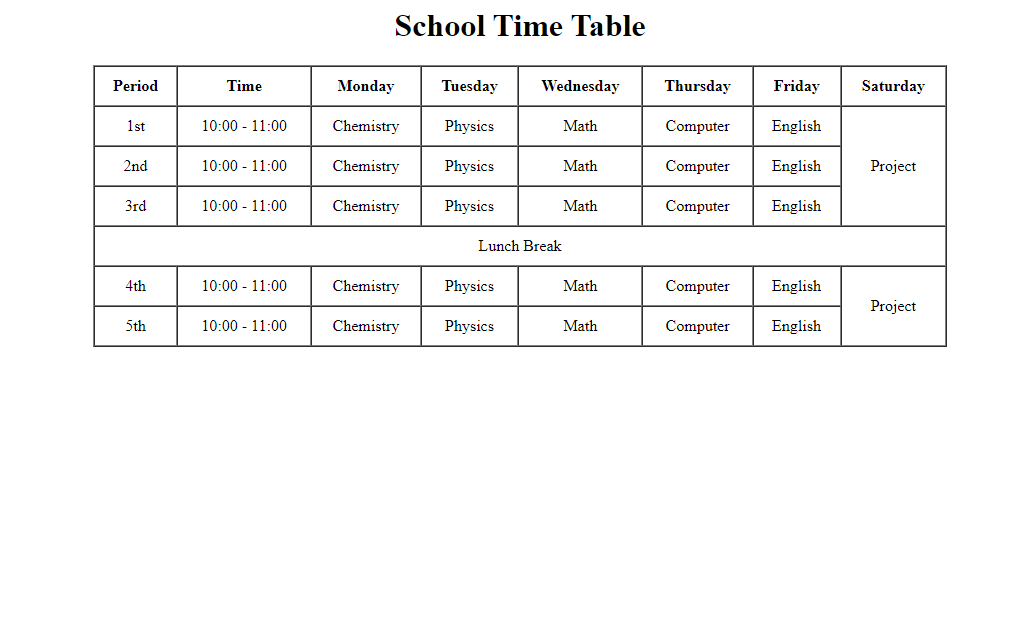 School Time Table
Period Time Monday Tuesday Wednesday Thursday Friday Saturday
1st 10:00 - 11:00 Chemistry Physics Math Computer English
2nd 10:00 - 11:00 Chemistry Physics Math Computer English Project
3rd 10:00 - 11:00 Chemistry Physics Math Computer English
Lunch Break
4th 10:00 - 11:00 Chemistry Physics Math Computer English
Project
5th 10:00 - 11:00 Chemistry Physics Math Computer English